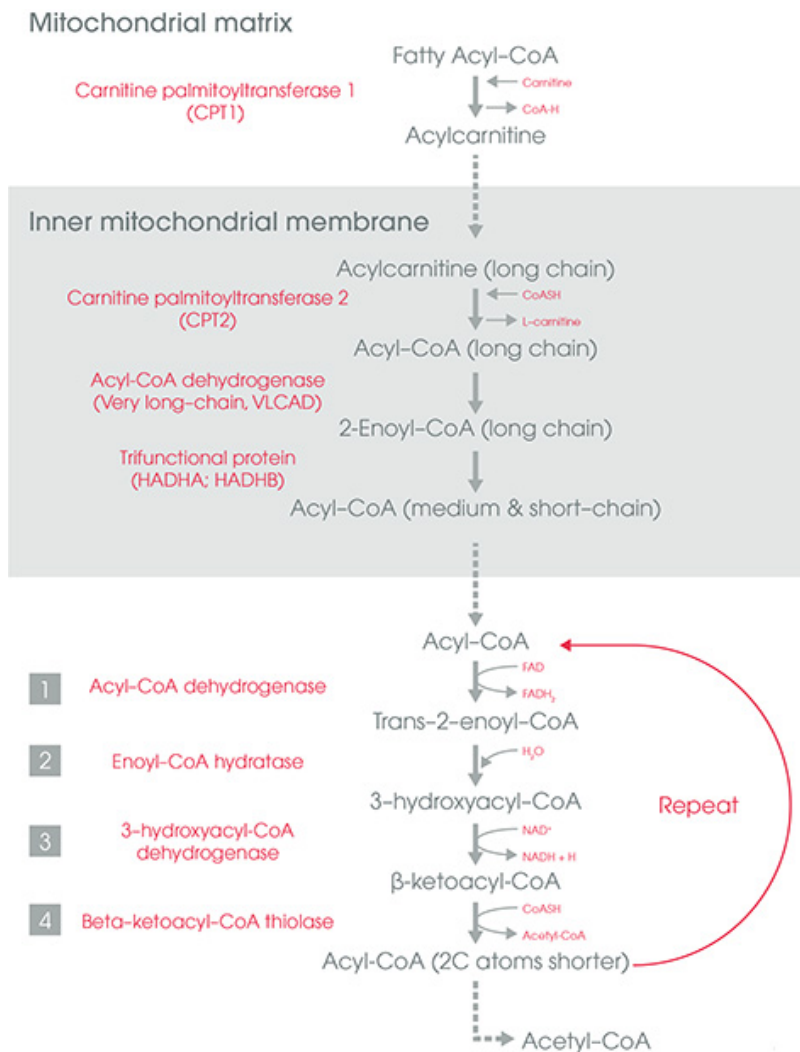 Mitochondrial matrix
Fatty Acyl–CoA
Carnitine palmitoyltransferase 1
(CPT1)
Carnitine
CoA-H
Acylcarnitine
Inner mitochondrial membrane
Acylcarnitine (long chain)
Carnitine palmitoyltransferase 2
(CPT2)
CoASH
L-carnitine
Acyl–CoA (long chain)
Acyl-CoA dehydrogenase
(Very long-chain, VLCAD)
2-Enoyl–CoA (long chain)
Trifunctional protein
(HADHA; HADHB)
Acyl–CoA (medium & short–chain)
Acyl–CoA
1
Acyl–CoA dehydrogenase
FAD
FADH₂
Trans–2–enoyl–CoA
2
Enoyl–CoA hydratase
H₂O
3–hydroxyacyl–CoA
Repeat
3
3–hydroxyacyl-CoA
dehydrogenase
NAD⁺
NADH + H
β-ketoacyl-CoA
4
Beta–ketoacyl–CoA thiolase
CoASH
Acetyl-CoA
Acyl-CoA (2C atoms shorter)
Acetyl–CoA